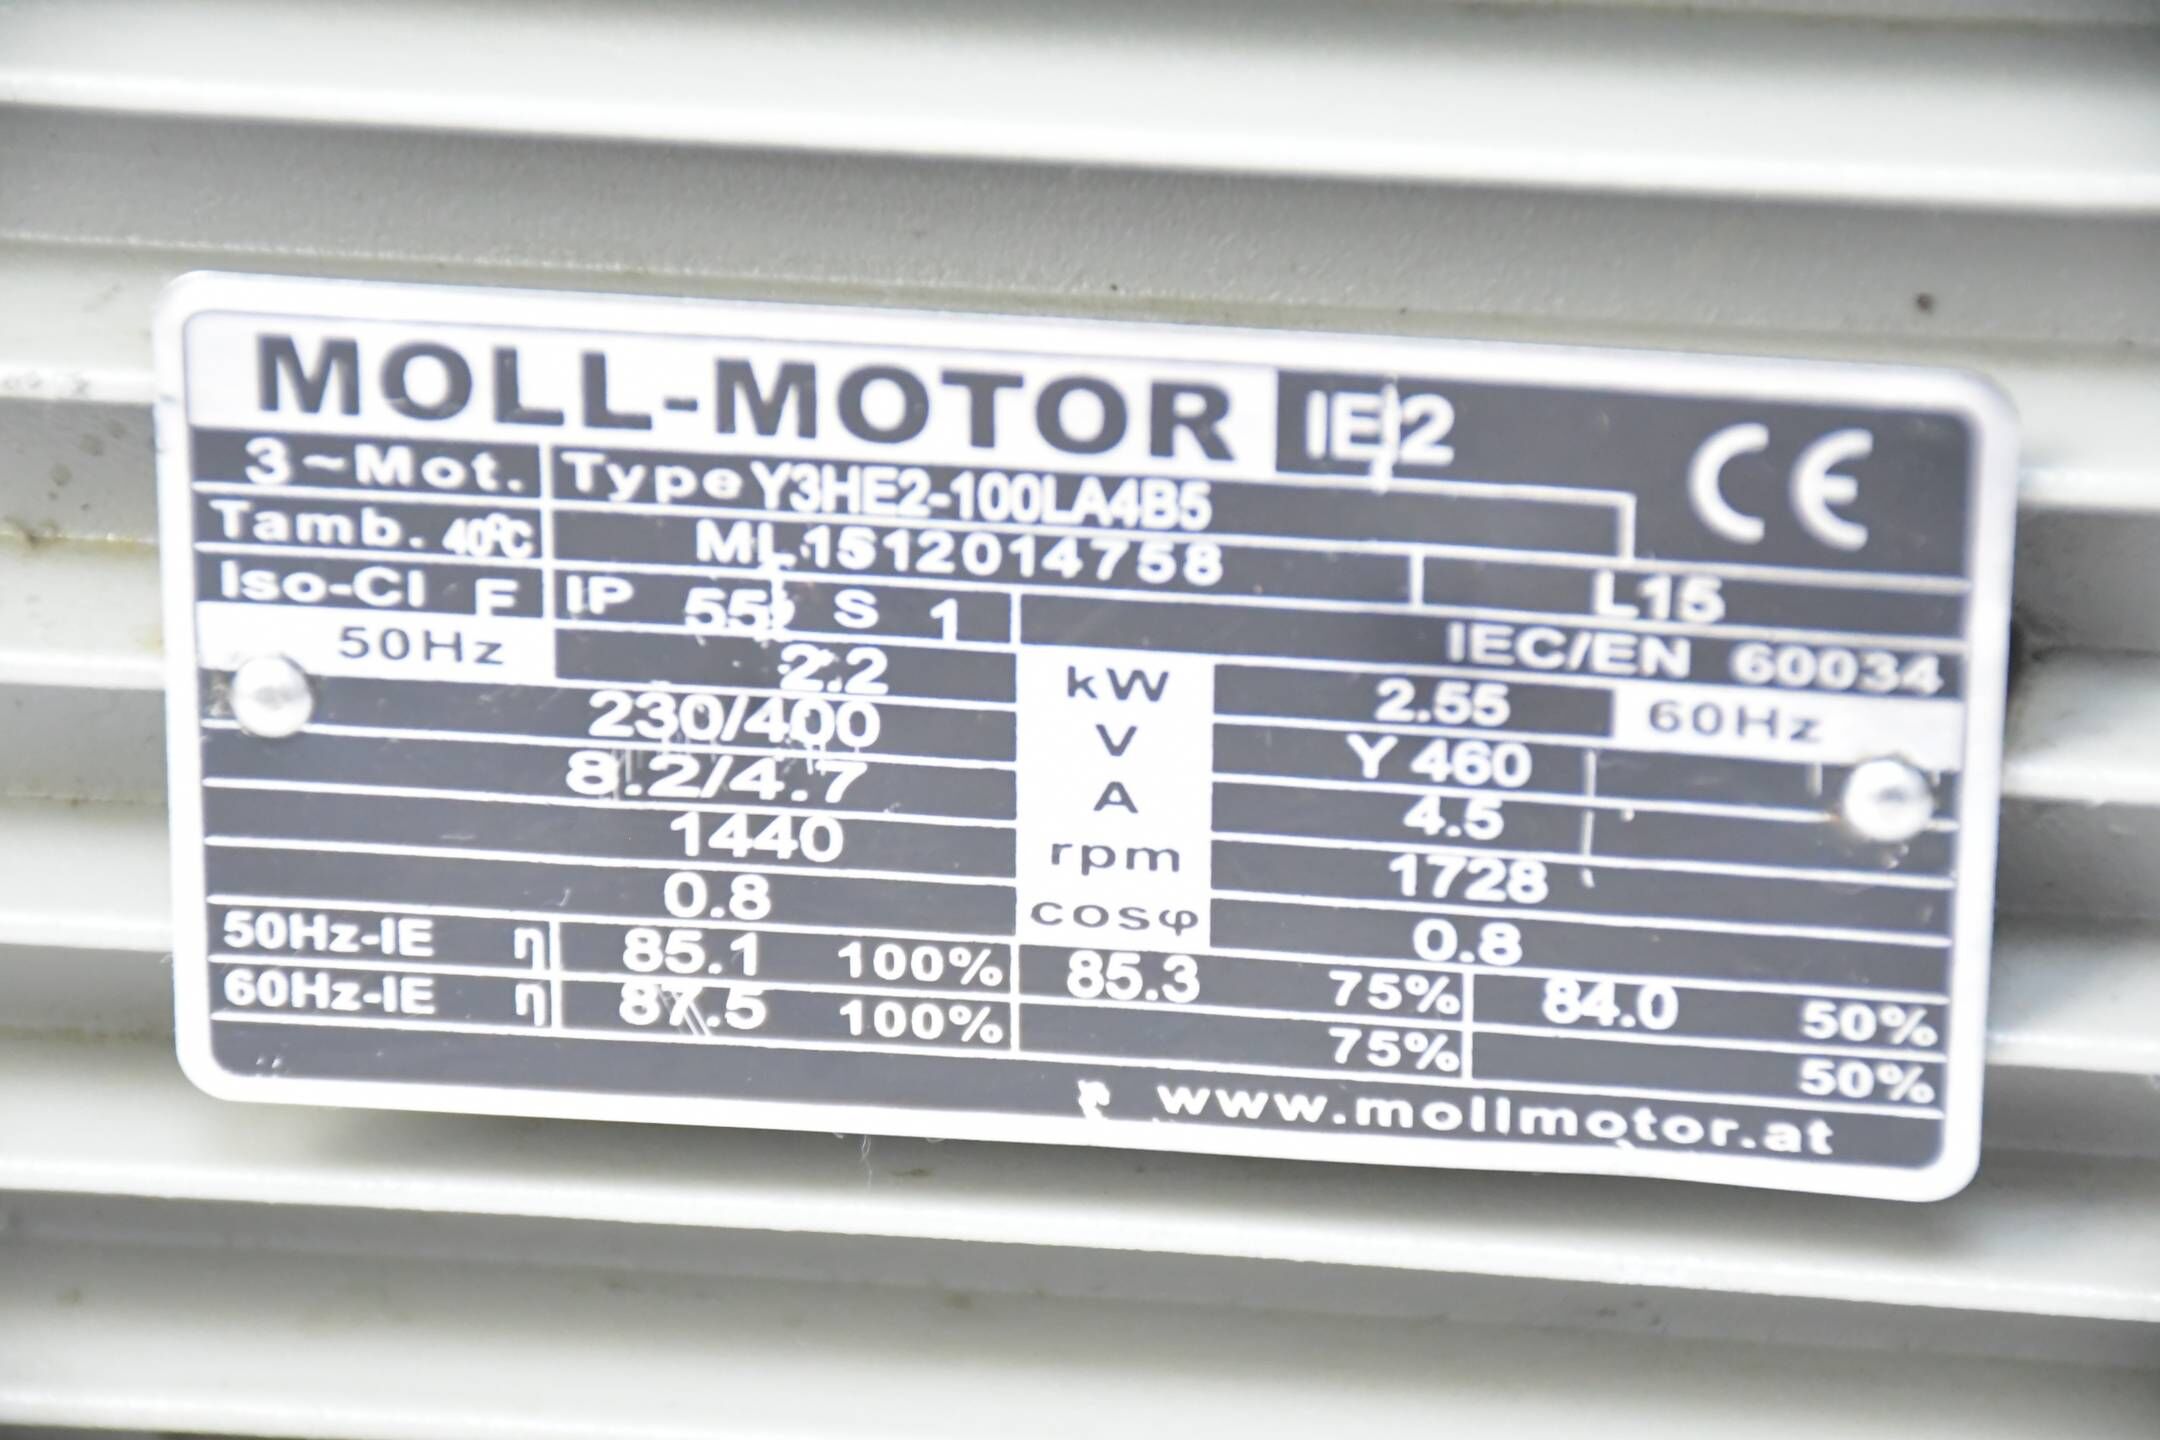 MOLL-MOTOR IE2 CE
3~Mot. Type Y3HE2-100LA4B5
Tamb. 40°C ML1512014758 L15
Iso-Cl F IP 55 S 1 IEC/EN 60034
50Hz 2.2 kW 2.55 60Hz
230/400 V Y 460
8.2/4.7 A 4.5
1440 rpm 1728
0.8 cosφ 0.8
50Hz-IE η 85.1 100% 85.3 75% 84.0 50%
60Hz-IE η 87.5 100% 75% 50%
www.mollmotor.at